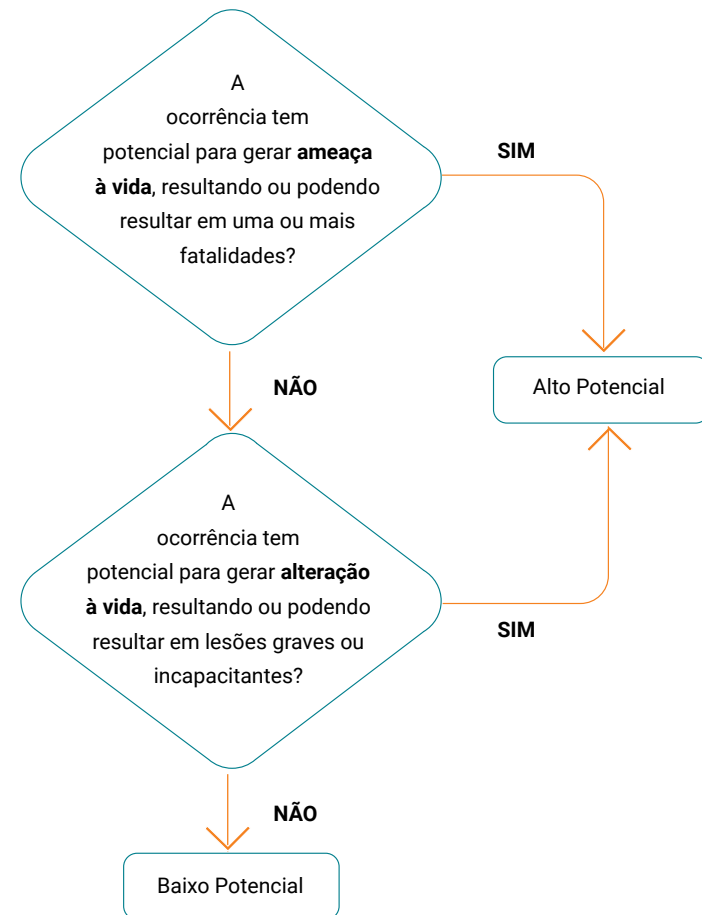 A
ocorrência tem
potencial para gerar ameaça
à vida, resultando ou podendo
resultar em uma ou mais
fatalidades?
SIM
NÃO
Alto Potencial
A
ocorrência tem
potencial para gerar alteração
à vida, resultando ou podendo
resultar em lesões graves ou
incapacitantes?
SIM
NÃO
Baixo Potencial